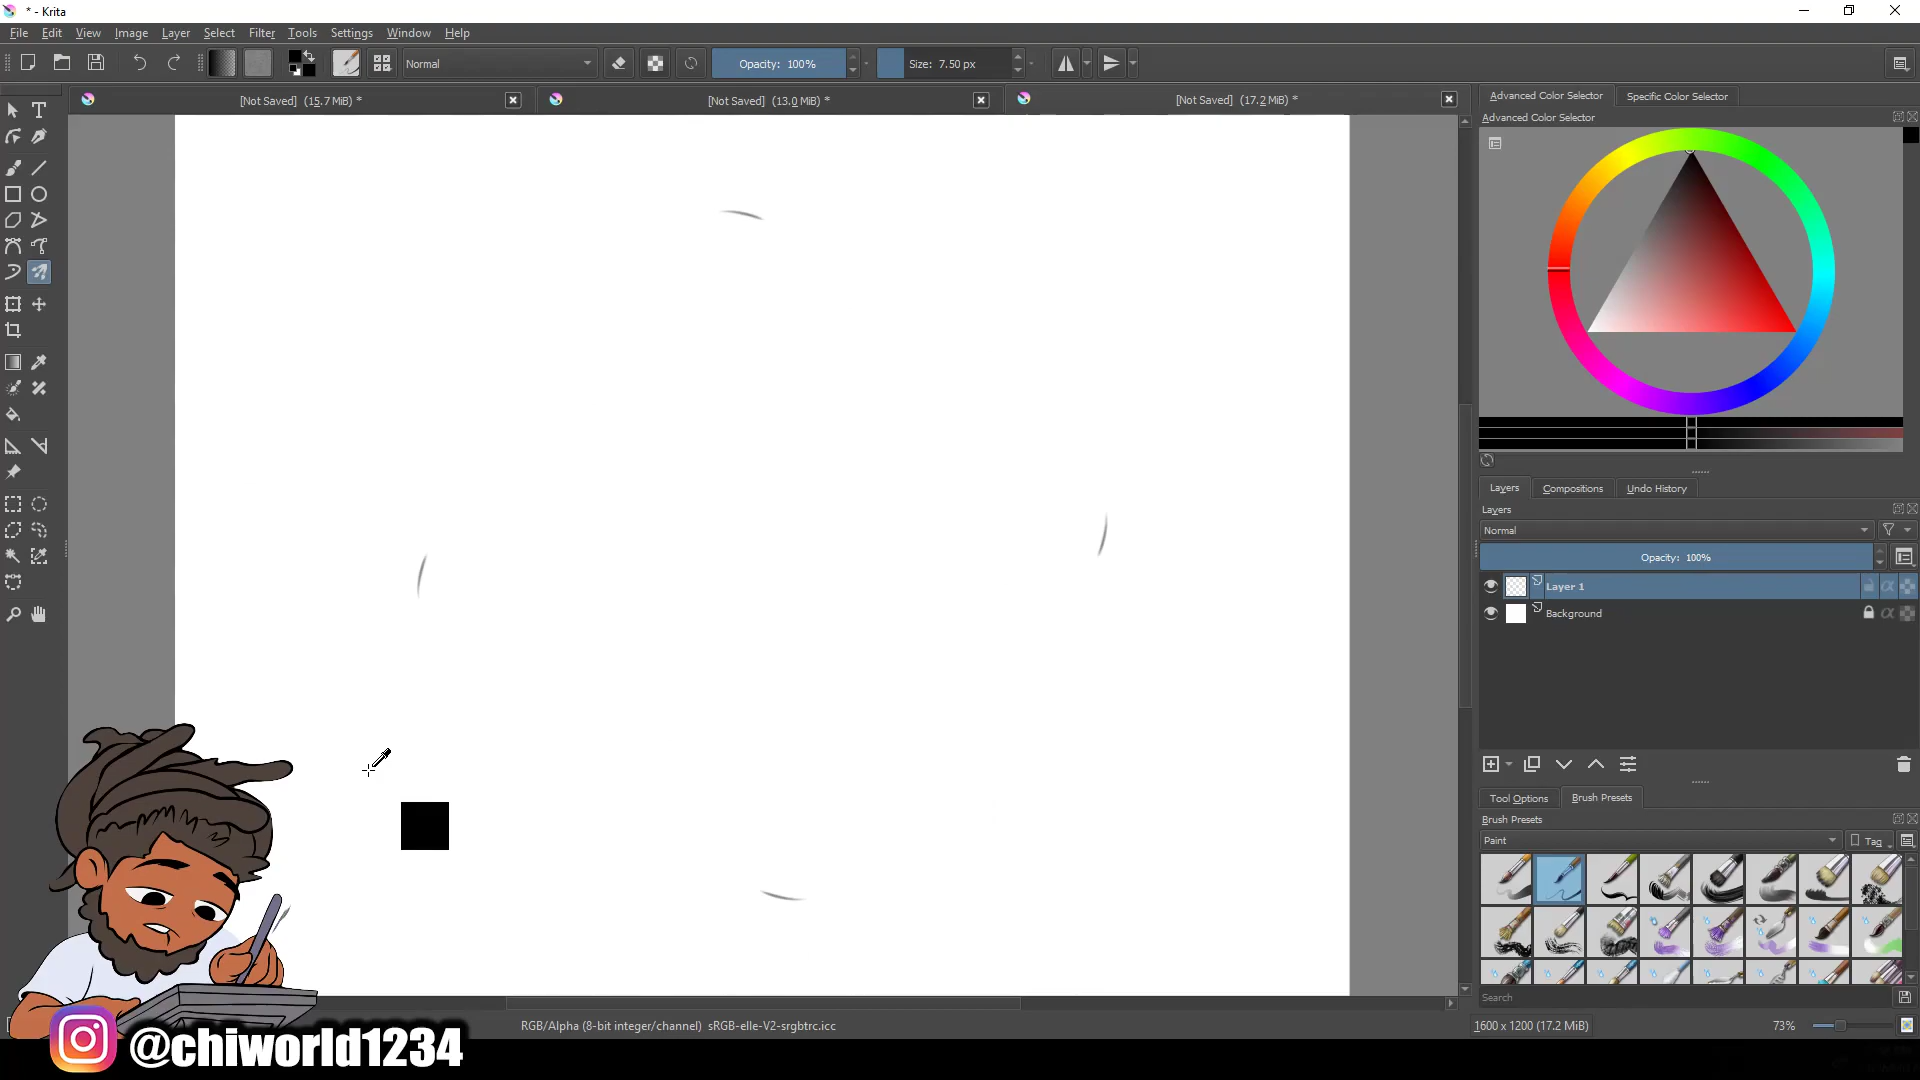 * - Krita
File Edit View Image Layer Select Filter Tools Settings Window Help
Normal Opacity: 100% Size: 7.50 px
[Not Saved] (15.7 MiB) * [Not Saved] (13.0 MiB) * [Not Saved] (17.2 MiB) *
Advanced Color Selector Specific Color Selector
Advanced Color Selector
Layers Compositions Undo History
Layers
Normal
Opacity: 100%
Layer 1
Background
Tool Options Brush Presets
Brush Presets
Paint Tag
Search
RGB/Alpha (8-bit integer/channel) sRGB-elle-V2-srgbtrc.icc 1600 x 1200 (17.2 MiB) 73%
@chiworld1234